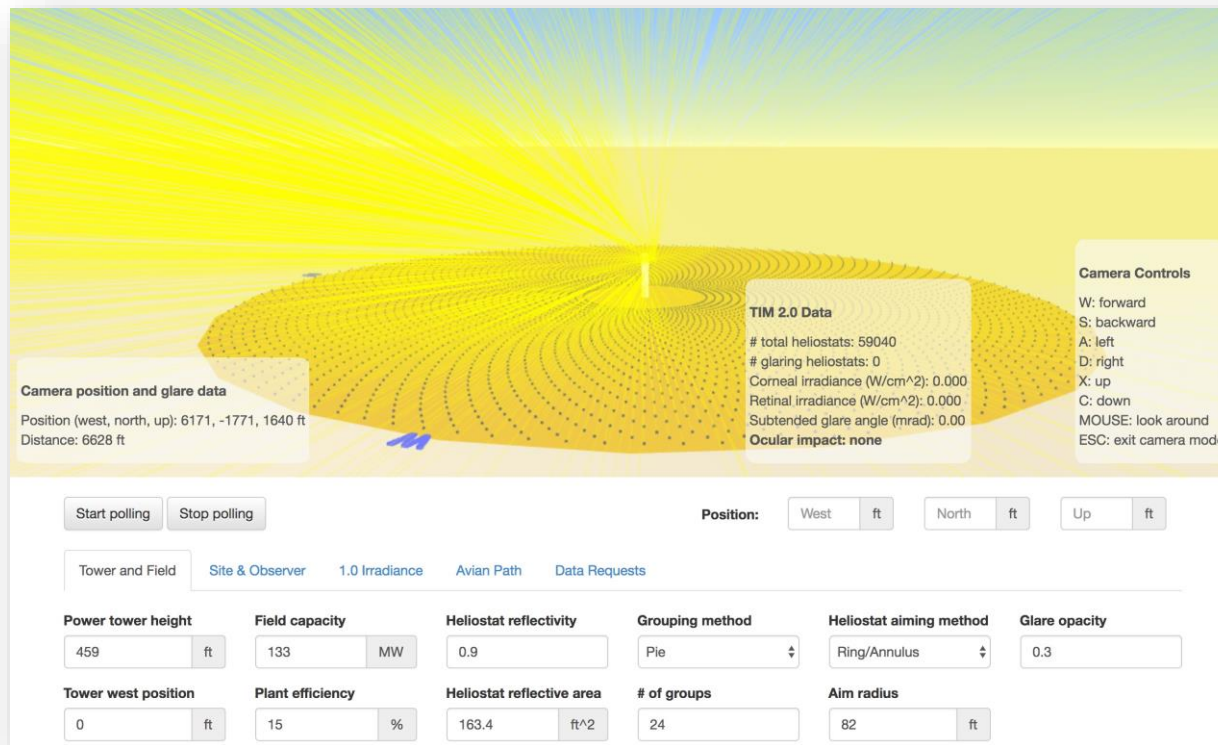 Camera Controls
W: forward
S: backward
A: left
D: right
X: up
C: down
MOUSE: look around
ESC: exit camera mode
TIM 2.0 Data
# total heliostats: 59040
# glaring heliostats: 0
Corneal irradiance (W/cm^2): 0.000
Retinal irradiance (W/cm^2): 0.000
Subtended glare angle (mrad): 0.00
Ocular impact: none
Camera position and glare data
Position (west, north, up): 6171, -1771, 1640 ft
Distance: 6628 ft
Start polling Stop polling Position: West ft North ft Up ft
Tower and Field Site & Observer 1.0 Irradiance Avian Path Data Requests
Power tower height Field capacity Heliostat reflectivity Grouping method Heliostat aiming method Glare opacity
459 ft 133 MW 0.9 Pie Ring/Annulus 0.3
Tower west position Plant efficiency Heliostat reflective area # of groups Aim radius
0 ft 15 % 163.4 ft^2 24 82 ft